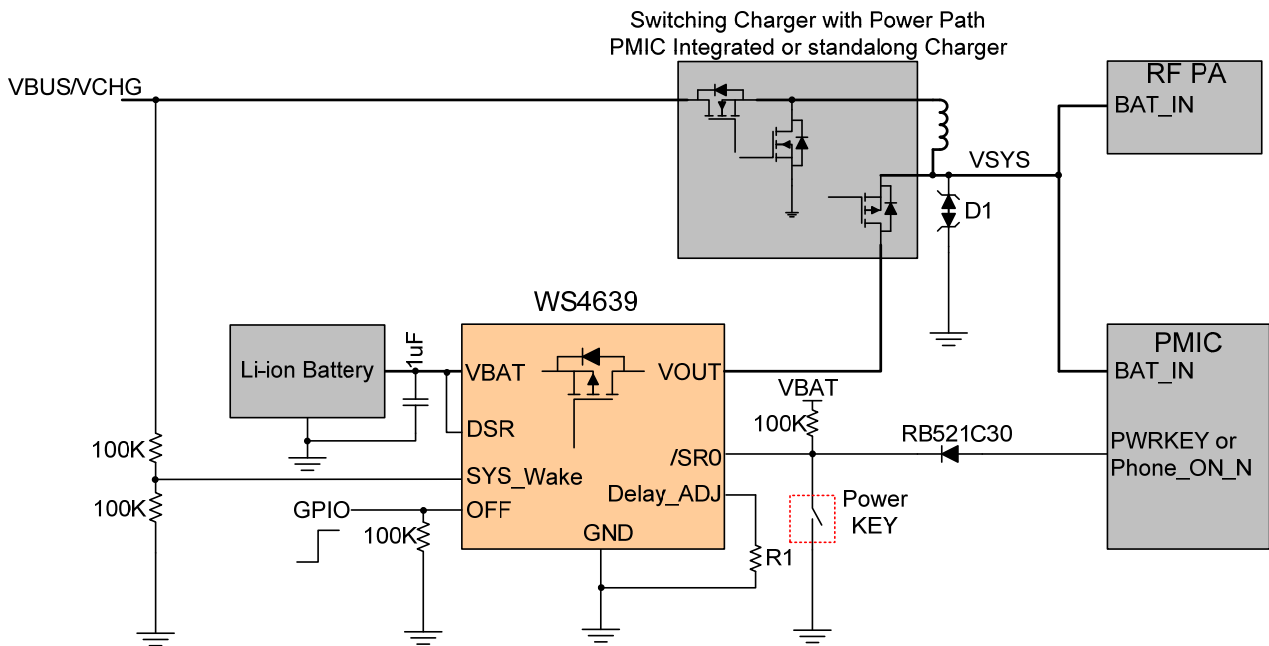 Switching Charger with Power Path
PMIC Integrated or standalong Charger
VBUS/VCHG
RF PA
BAT_IN
VSYS
D1
WS4639
Li-ion Battery
1uF
VBAT
VOUT
DSR
/SR0
SYS_Wake
Delay_ADJ
OFF
GND
100K
100K
GPIO
100K
R1
VBAT
100K
Power
KEY
RB521C30
PMIC
BAT_IN
PWRKEY or
Phone_ON_N